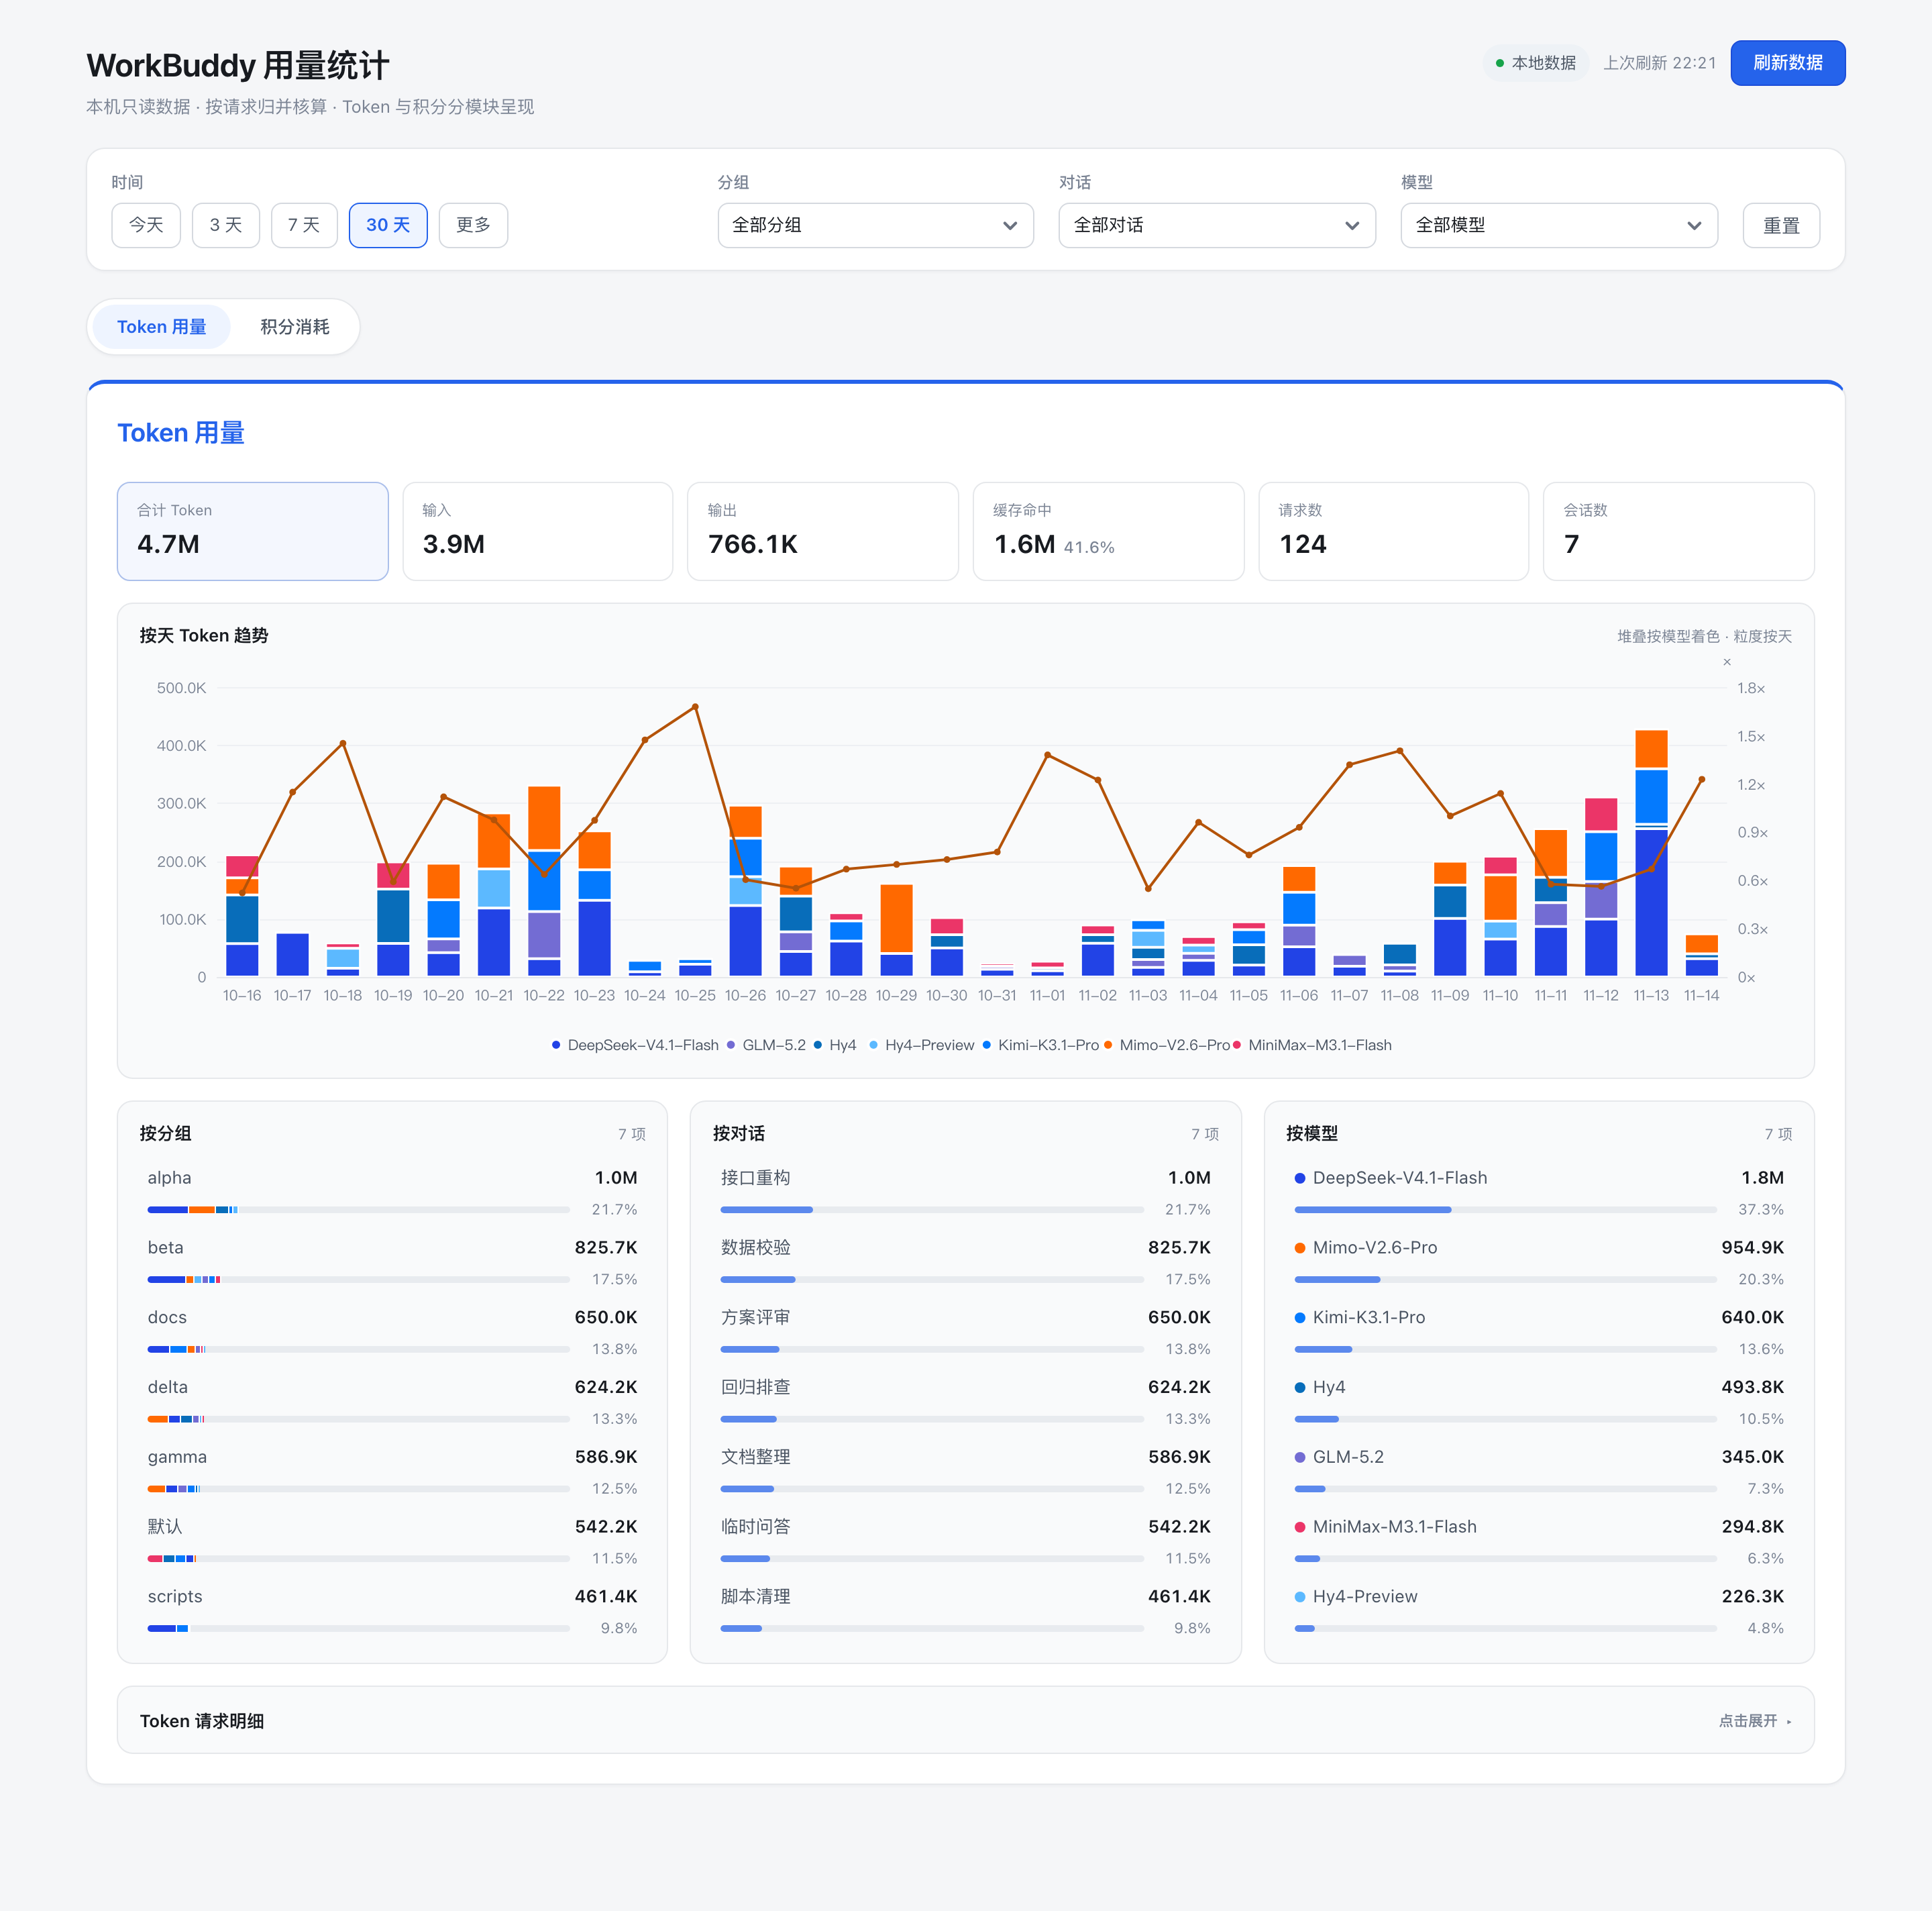 WorkBuddy 用量统计
本地数据 上次刷新 22:21 刷新数据
本机只读数据 · 按请求归并核算 · Token 与积分分模块呈现
时间 分组 对话 模型
今天 3 天 7 天 30 天 更多 全部分组 全部对话 全部模型 重置
Token 用量 积分消耗
Token 用量
合计 Token 输入 输出 缓存命中 请求数 会话数
4.7M 3.9M 766.1K 1.6M 41.6% 124 7
按天 Token 趋势 堆叠按模型着色 · 粒度按天
×
500.0K 1.8×
400.0K 1.5×
300.0K 1.2×
0.9×
200.0K 0.6×
100.0K 0.3×
0 0×
10-16 10-17 10-18 10-19 10-20 10-21 10-22 10-23 10-24 10-25 10-26 10-27 10-28 10-29 10-30 10-31 11-01 11-02 11-03 11-04 11-05 11-06 11-07 11-08 11-09 11-10 11-11 11-12 11-13 11-14
DeepSeek-V4.1-Flash GLM-5.2 Hy4 Hy4-Preview Kimi-K3.1-Pro Mimo-V2.6-Pro MiniMax-M3.1-Flash
按分组 7 项
alpha 1.0M
21.7%
beta 825.7K
17.5%
docs 650.0K
13.8%
delta 624.2K
13.3%
gamma 586.9K
12.5%
默认 542.2K
11.5%
scripts 461.4K
9.8%
按对话 7 项
接口重构 1.0M
21.7%
数据校验 825.7K
17.5%
方案评审 650.0K
13.8%
回归排查 624.2K
13.3%
文档整理 586.9K
12.5%
临时问答 542.2K
11.5%
脚本清理 461.4K
9.8%
按模型 7 项
DeepSeek-V4.1-Flash 1.8M
37.3%
Mimo-V2.6-Pro 954.9K
20.3%
Kimi-K3.1-Pro 640.0K
13.6%
Hy4 493.8K
10.5%
GLM-5.2 345.0K
7.3%
MiniMax-M3.1-Flash 294.8K
6.3%
Hy4-Preview 226.3K
4.8%
Token 请求明细 点击展开